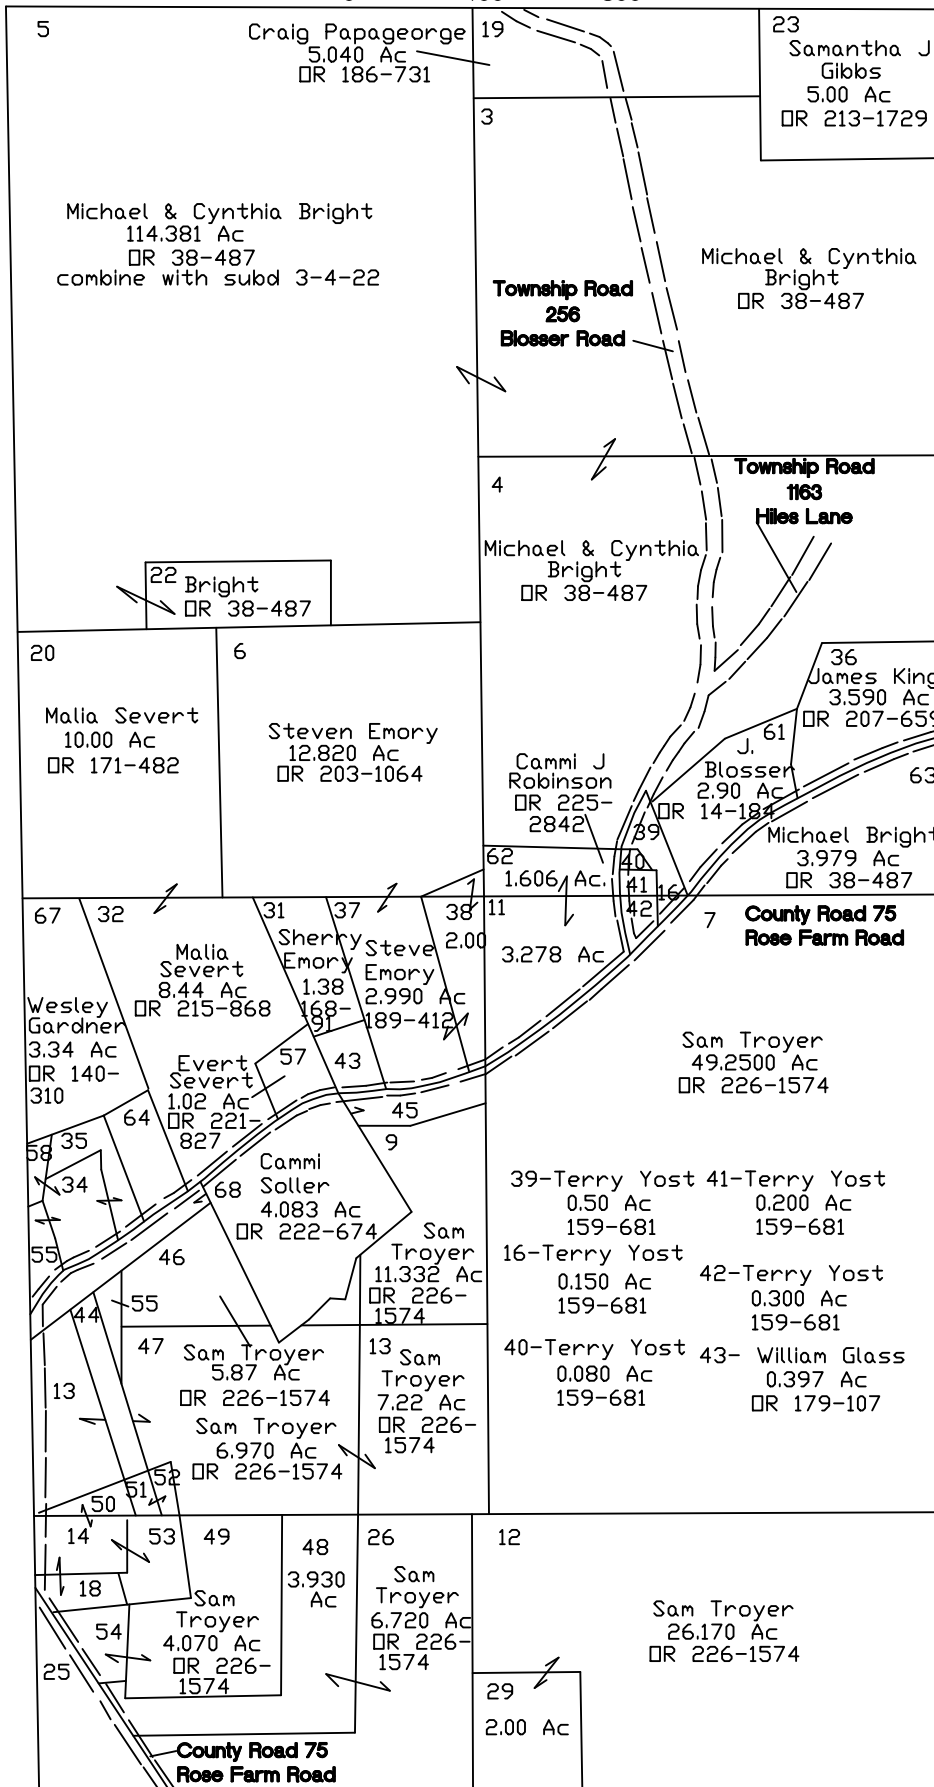 5
Craig Papageorge
5.040 Ac
OR 186-731
19
23
Samantha J
Gibbs
5.00 Ac
OR 213-1729
3
Michael & Cynthia Bright
114.381 Ac
OR 38-487
combine with subd 3-4-22
Michael & Cynthia
Bright
OR 38-487
Township Road
256
Blosser Road
4
Township Road
1163
Hiles Lane
Michael & Cynthia
Bright
OR 38-487
22 Bright
OR 38-487
20
Malia Severt
10.00 Ac
OR 171-482
6
Steven Emory
12.820 Ac
OR 203-1064
36
James King
3.590 Ac
OR 207-659
61
J.
Blosser
2.90 Ac
OR 14-184
63
Michael Bright
3.979 Ac
OR 38-487
Cammi J
Robinson
OR 225-
2842
62
1.606 Ac.
39
40
41
42
16
7
County Road 75
Rose Farm Road
67
Wesley
Gardner
3.34 Ac
OR 140-
310
32
Malia
Severt
8.44 Ac
OR 215-868
31
Sherry
Emory
1.38
168-
91
37
Steve
Emory
2.990 Ac
189-412
38
2.00
11
3.278 Ac
Sam Troyer
49.2500 Ac
OR 226-1574
57
43
Evert
Severt
1.02 Ac
OR 221-
827
45
9
64
35
58
34
55
68
Cammi
Soller
4.083 Ac
OR 222-674
Sam
Troyer
11.332 Ac
OR 226-
1574
39-Terry Yost
0.50 Ac
159-681
41-Terry Yost
0.200 Ac
159-681
16-Terry Yost
0.150 Ac
159-681
42-Terry Yost
0.300 Ac
159-681
40-Terry Yost
0.080 Ac
159-681
43- William Glass
0.397 Ac
OR 179-107
46
55
44
47
Sam Troyer
5.87 Ac
OR 226-1574
Sam Troyer
6.970 Ac
OR 226-1574
13
Sam
Troyer
7.22 Ac
OR 226-
1574
13
52
51
50
14
53
49
48
3.930
Ac
26
Sam
Troyer
6.720 Ac
OR 226-
1574
12
Sam Troyer
26.170 Ac
OR 226-1574
18
54
Sam
Troyer
4.070 Ac
OR 226-
1574
25
29
2.00 Ac
County Road 75
Rose Farm Road